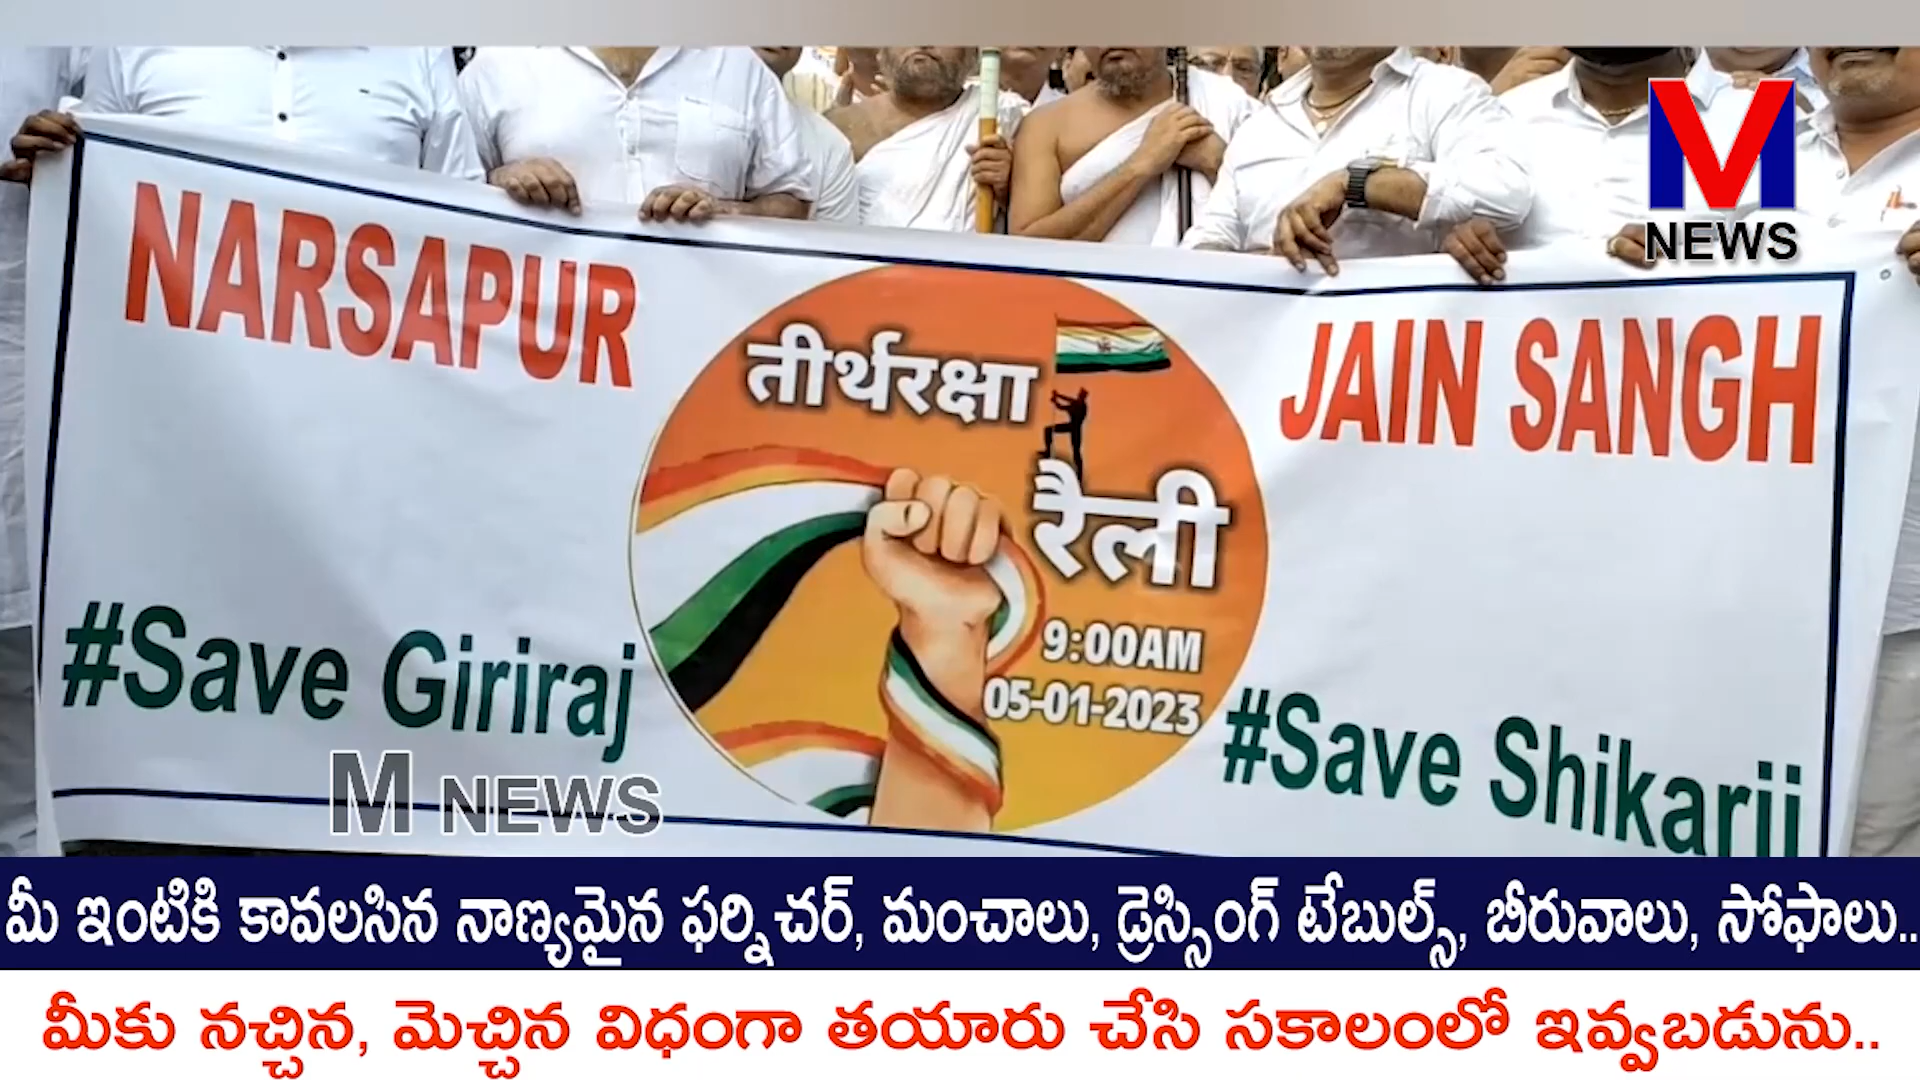 M
NEWS
NARSAPUR
तीर्थरक्षा
रैली
9:00AM
05-01-2023
JAIN SANGH
#Save Giriraj
#Save Shikarji
M NEWS
మీ ఇంటికి కావలసిన నాణ్యమైన ఫర్నిచర్, మంచాలు, డ్రెస్సింగ్ టేబుల్స్, బీరువాలు, సోఫాలు..
మీకు నచ్చిన, మెచ్చిన విధంగా తయారు చేసి సకాలంలో ఇవ్వబడును..